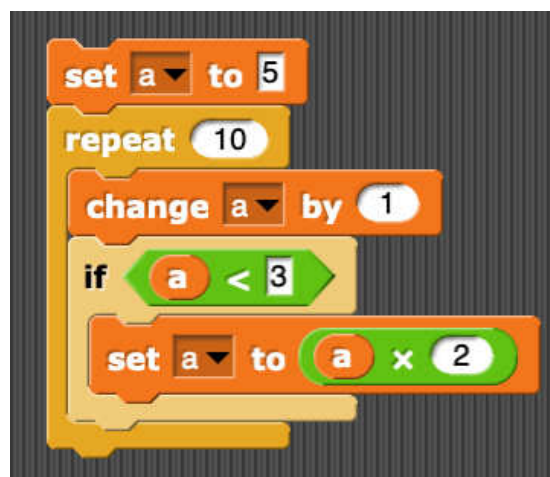 set a to 5
repeat 10
change a by 1
if a < 3
set a to a × 2